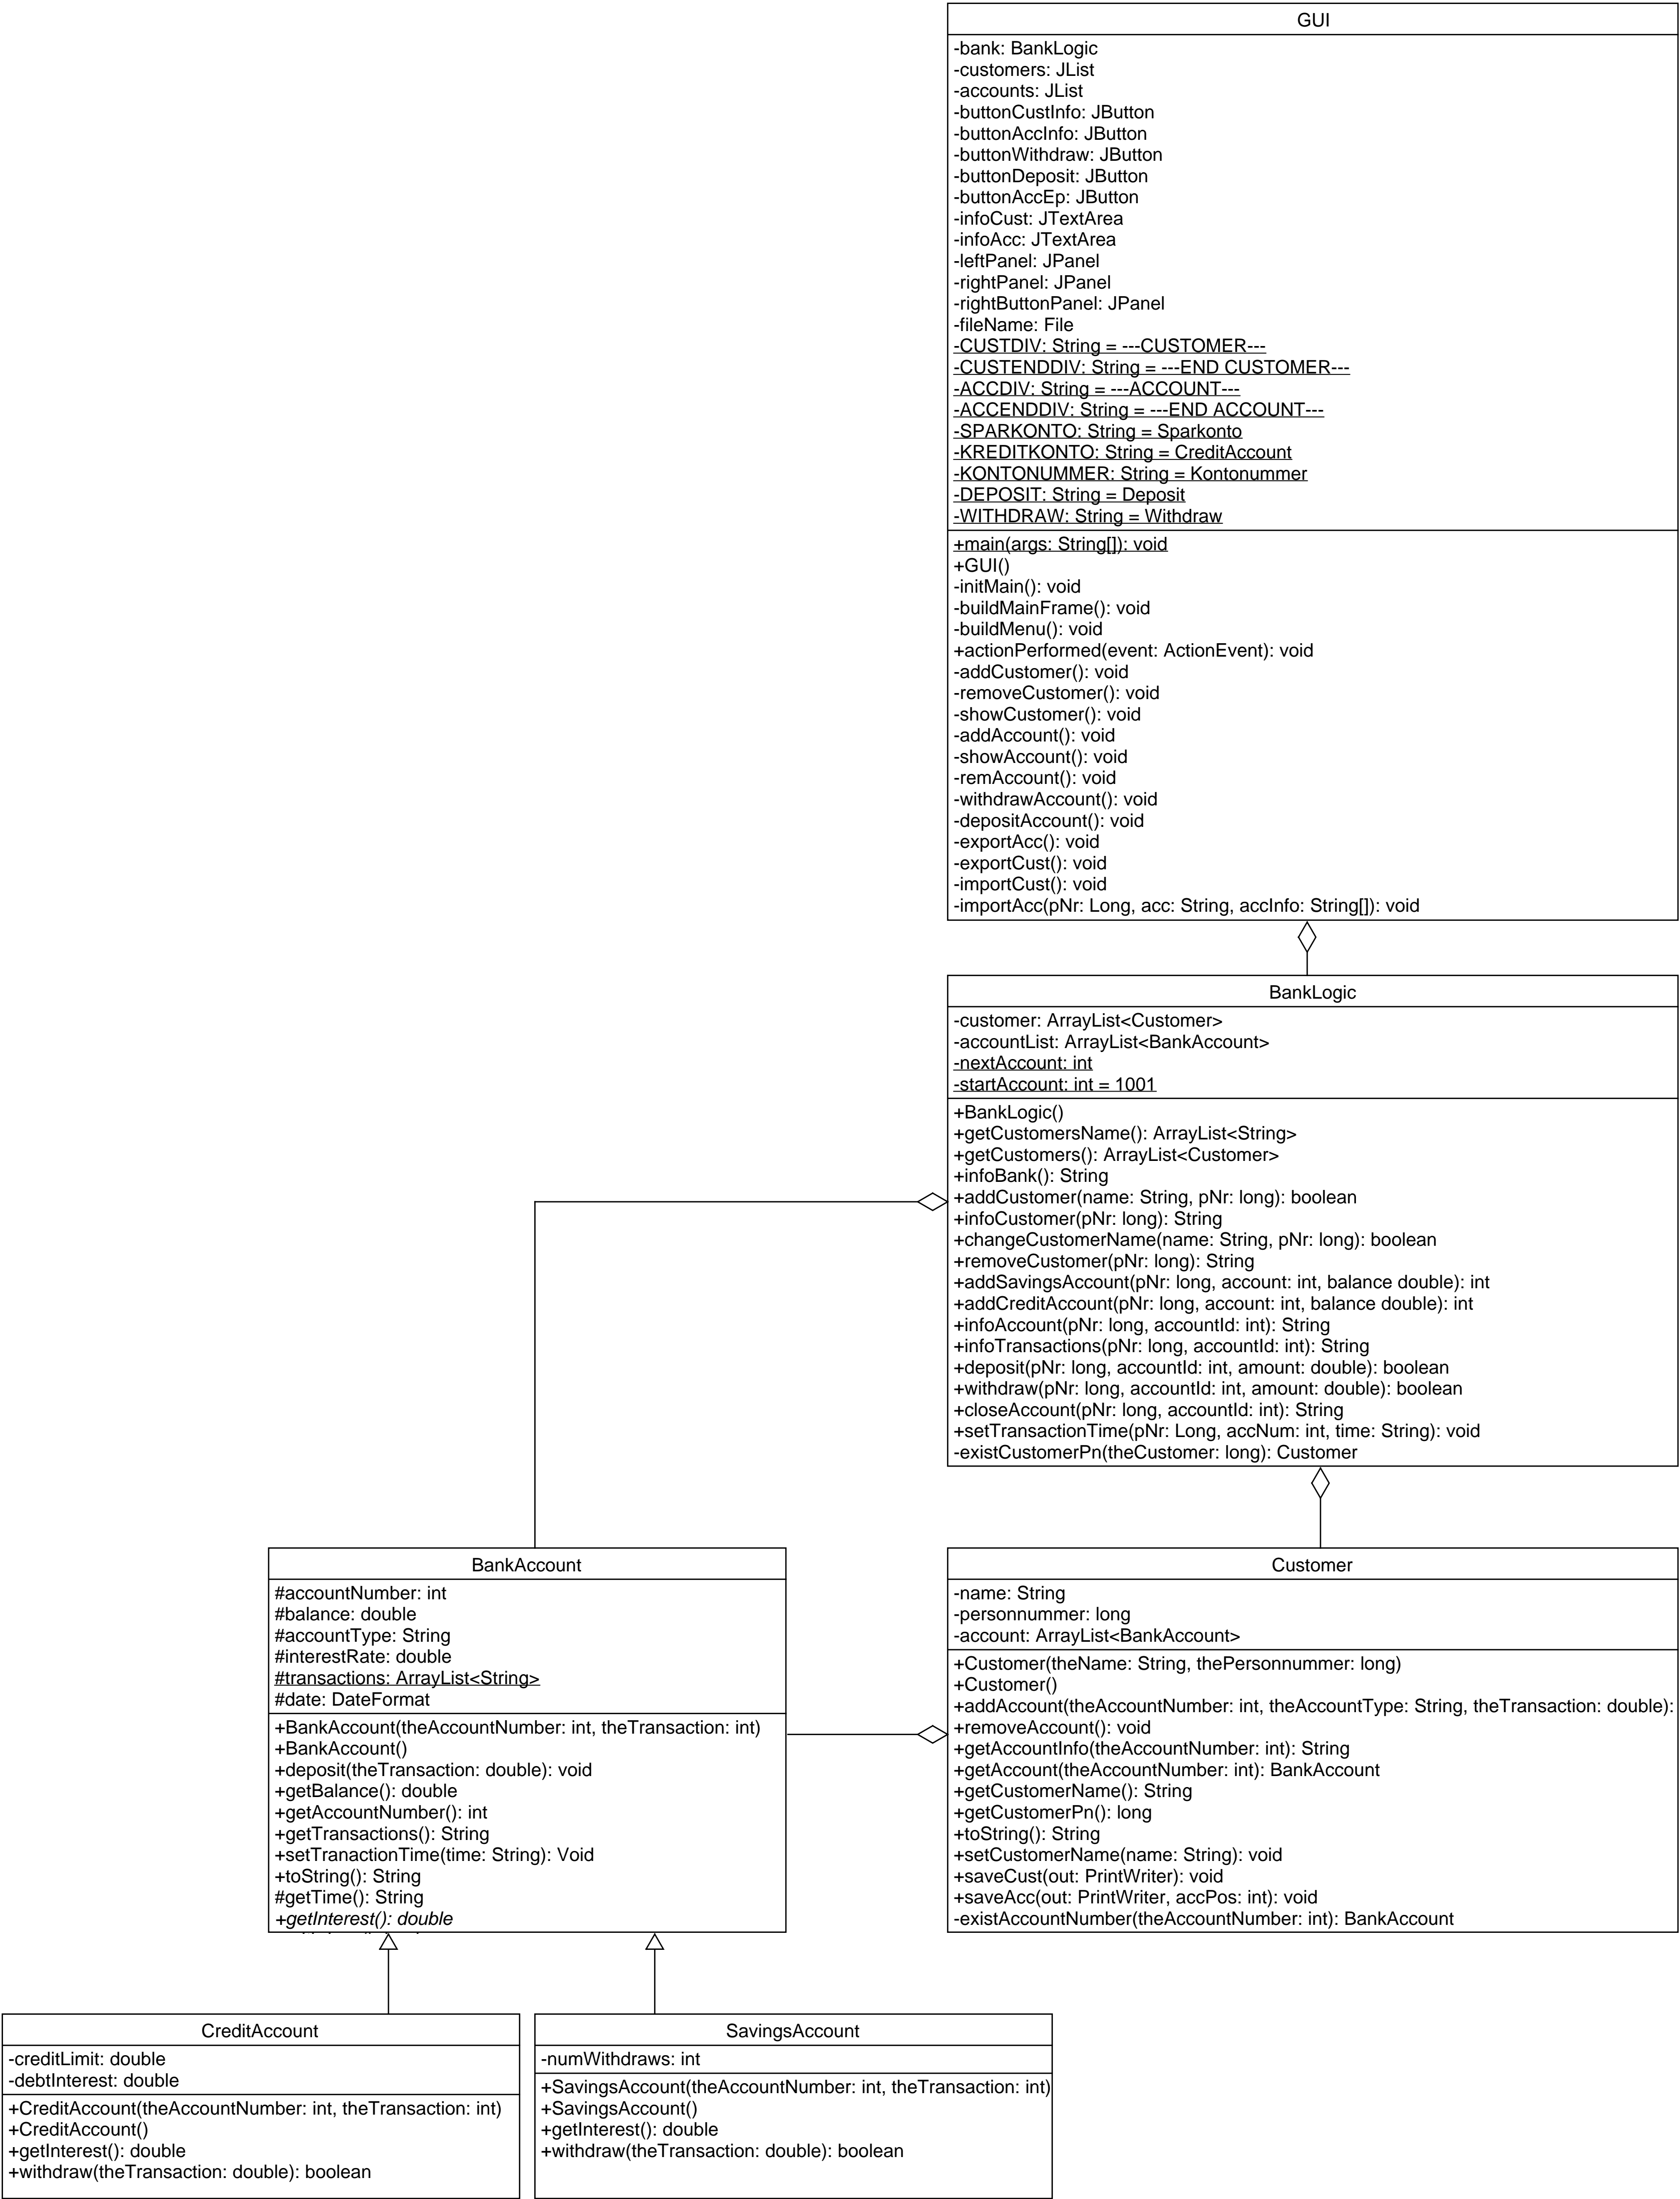 GUI
-bank: BankLogic
-customers: JList
-accounts: JList
-buttonCustInfo: JButton
-buttonAccInfo: JButton
-buttonWithdraw: JButton
-buttonDeposit: JButton
-buttonAccEp: JButton
-infoCust: JTextArea
-infoAcc: JTextArea
-leftPanel: JPanel
-rightPanel: JPanel
-rightButtonPanel: JPanel
-fileName: File
-CUSTDIV: String = ---CUSTOMER---
-CUSTENDDIV: String = ---END CUSTOMER---
-ACCDIV: String = ---ACCOUNT---
-ACCENDDIV: String = ---END ACCOUNT---
-SPARKONTO: String = Sparkonto
-KREDITKONTO: String = CreditAccount
-KONTONUMMER: String = Kontonummer
-DEPOSIT: String = Deposit
-WITHDRAW: String = Withdraw
+main(args: String[]): void
+GUI()
-initMain(): void
-buildMainFrame(): void
-buildMenu(): void
+actionPerformed(event: ActionEvent): void
-addCustomer(): void
-removeCustomer(): void
-showCustomer(): void
-addAccount(): void
-showAccount(): void
-remAccount(): void
-withdrawAccount(): void
-depositAccount(): void
-exportAcc(): void
-exportCust(): void
-importCust(): void
-importAcc(pNr: Long, acc: String, accInfo: String[]): void
BankLogic
-customer: ArrayList<Customer>
-accountList: ArrayList<BankAccount>
-nextAccount: int
-startAccount: int = 1001
+BankLogic()
+getCustomersName(): ArrayList<String>
+getCustomers(): ArrayList<Customer>
+infoBank(): String
+addCustomer(name: String, pNr: long): boolean
+infoCustomer(pNr: long): String
+changeCustomerName(name: String, pNr: long): boolean
+removeCustomer(pNr: long): String
+addSavingsAccount(pNr: long, account: int, balance double): int
+addCreditAccount(pNr: long, account: int, balance double): int
+infoAccount(pNr: long, accountId: int): String
+infoTransactions(pNr: long, accountId: int): String
+deposit(pNr: long, accountId: int, amount: double): boolean
+withdraw(pNr: long, accountId: int, amount: double): boolean
+closeAccount(pNr: long, accountId: int): String
+setTransactionTime(pNr: Long, accNum: int, time: String): void
-existCustomerPn(theCustomer: long): Customer
BankAccount
#accountNumber: int
#balance: double
#accountType: String
#interestRate: double
#transactions: ArrayList<String>
#date: DateFormat
+BankAccount(theAccountNumber: int, theTransaction: int)
+BankAccount()
+deposit(theTransaction: double): void
+getBalance(): double
+getAccountNumber(): int
+getTransactions(): String
+setTranactionTime(time: String): Void
+toString(): String
#getTime(): String
+getInterest(): double
Customer
-name: String
-personnummer: long
-account: ArrayList<BankAccount>
+Customer(theName: String, thePersonnummer: long)
+Customer()
+addAccount(theAccountNumber: int, theAccountType: String, theTransaction: double):
+removeAccount(): void
+getAccountInfo(theAccountNumber: int): String
+getAccount(theAccountNumber: int): BankAccount
+getCustomerName(): String
+getCustomerPn(): long
+toString(): String
+setCustomerName(name: String): void
+saveCust(out: PrintWriter): void
+saveAcc(out: PrintWriter, accPos: int): void
-existAccountNumber(theAccountNumber: int): BankAccount
CreditAccount
-creditLimit: double
-debtInterest: double
+CreditAccount(theAccountNumber: int, theTransaction: int)
+CreditAccount()
+getInterest(): double
+withdraw(theTransaction: double): boolean
SavingsAccount
-numWithdraws: int
+SavingsAccount(theAccountNumber: int, theTransaction: int)
+SavingsAccount()
+getInterest(): double
+withdraw(theTransaction: double): boolean